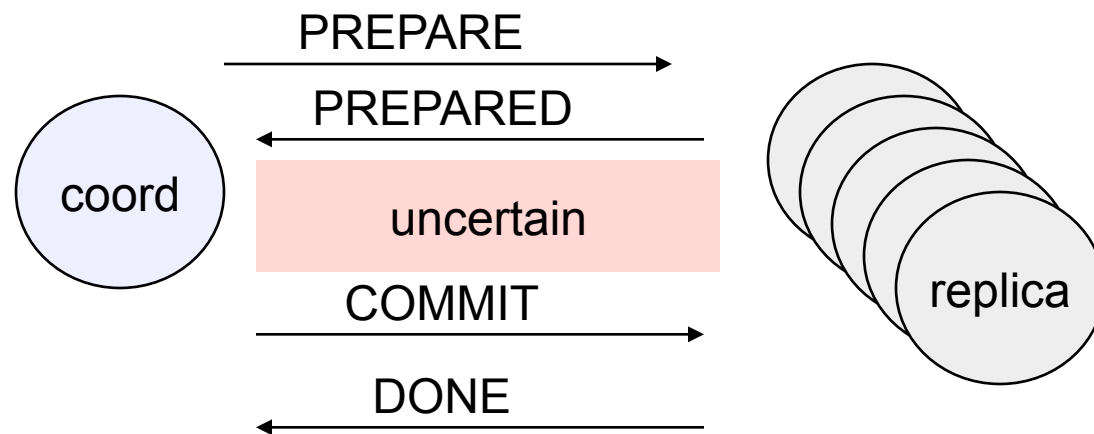 PREPARE
PREPARED
coord
uncertain
COMMIT
replica
DONE